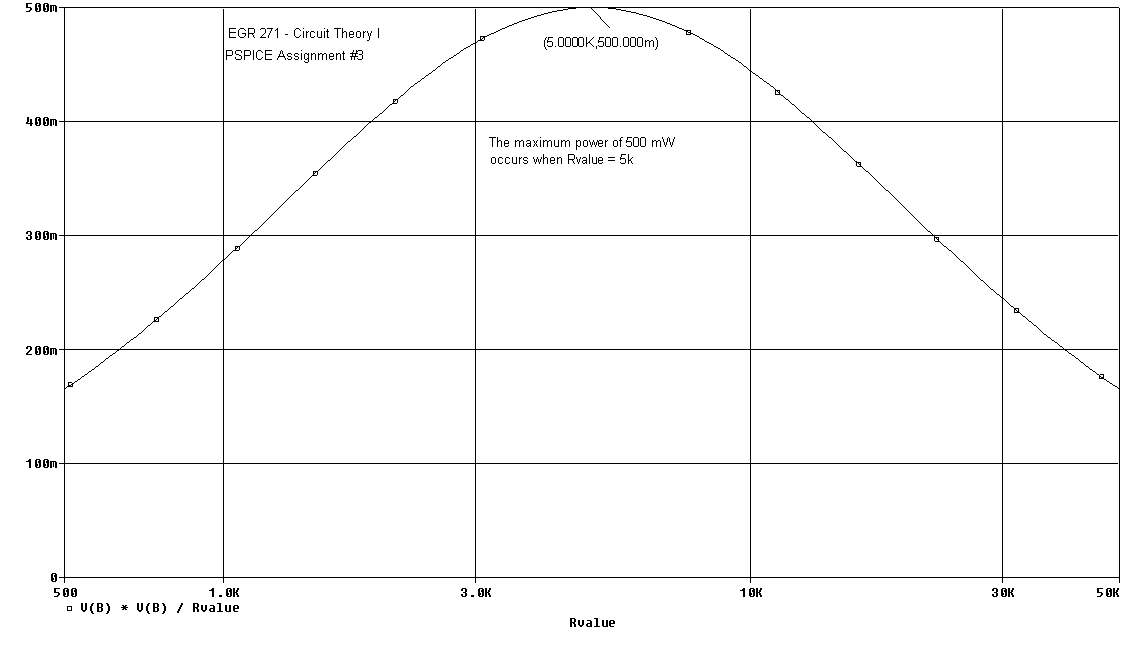 500m
EGR 271 - Circuit Theory I
PSPICE Assignment #3
(5.0000K,500.000m)
400m
The maximum power of 500 mW
occurs when Rvalue = 5k
300m
200m
100m
0
500 1.0K 3.0K 10K 30K 50K
V(B) * V(B) / Rvalue
Rvalue